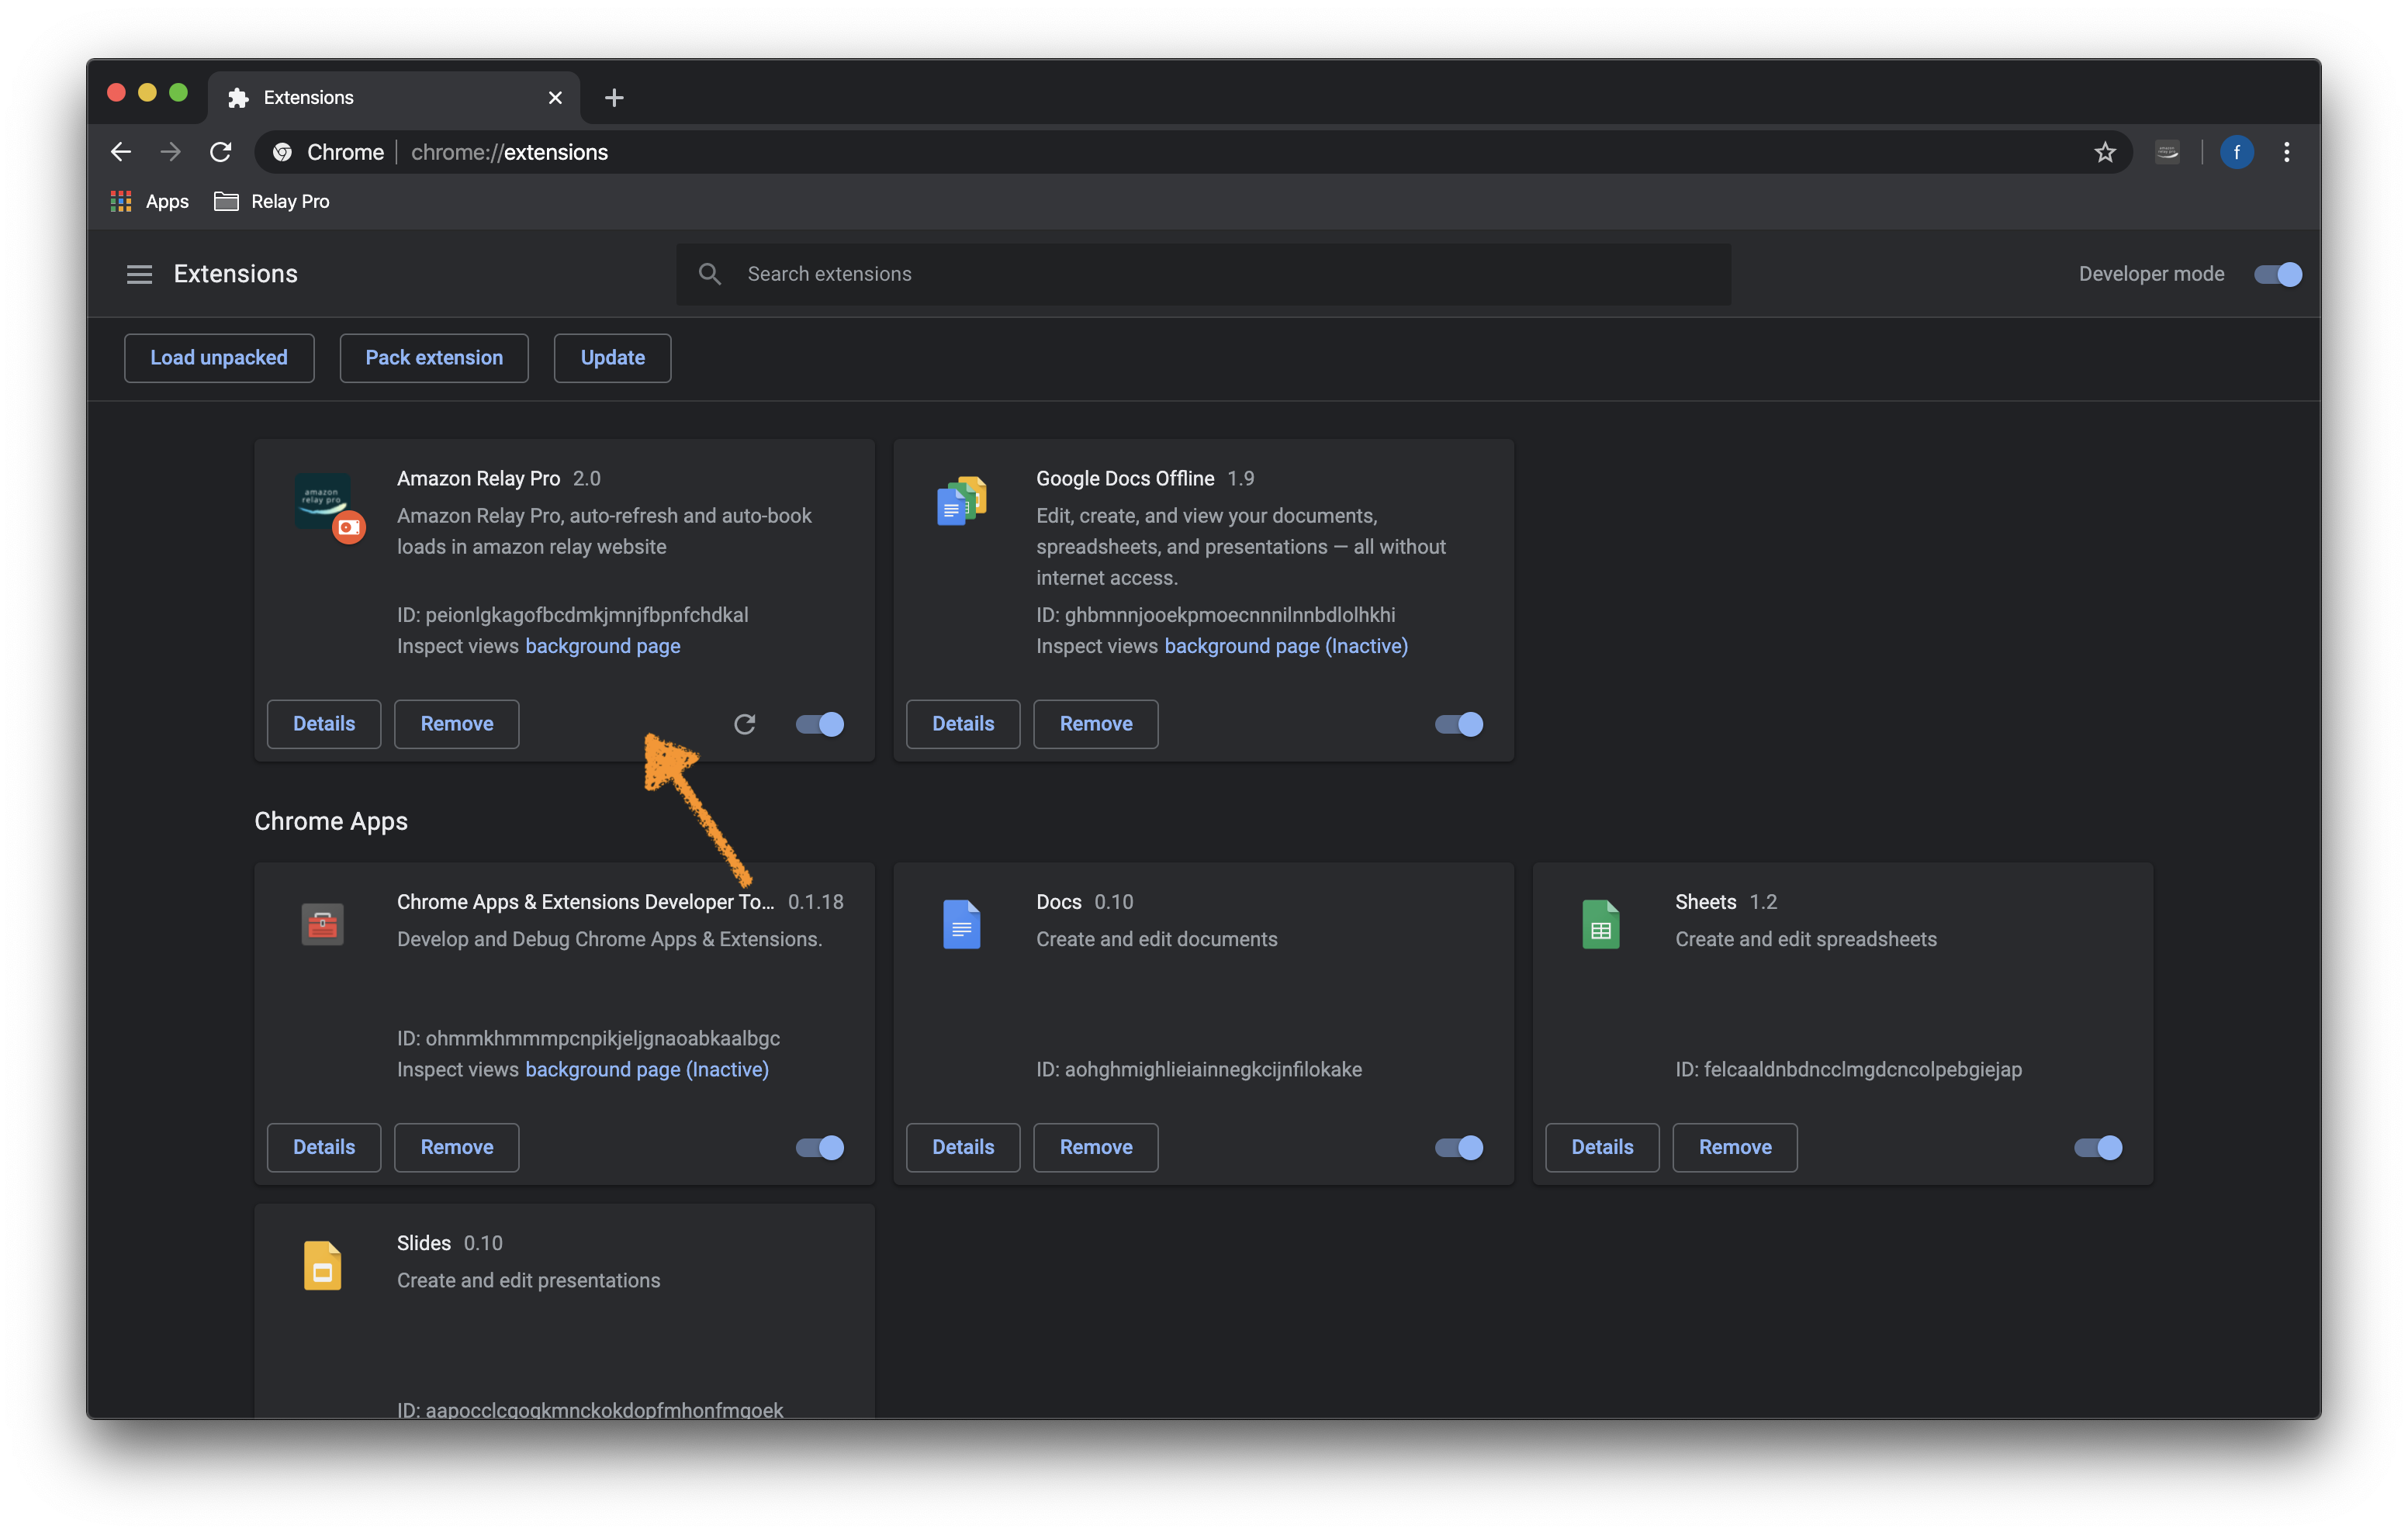 Extensions
Chrome | chrome://extensions
f
Apps
Relay Pro
Extensions
Search extensions
Developer mode
Load unpacked
Pack extension
Update
amazon
relay pro
Amazon Relay Pro 2.0
Amazon Relay Pro, auto-refresh and auto-book
loads in amazon relay website
ID: peionlgkagofbcdmkjmnjfbpnfchdkal
Inspect views background page
Details
Remove
Google Docs Offline 1.9
Edit, create, and view your documents,
spreadsheets, and presentations — all without
internet access.
ID: ghbmnnjooekpmoecnnnilnnbdlolhkhi
Inspect views background page (Inactive)
Details
Remove
Chrome Apps
Chrome Apps & Extensions Developer To... 0.1.18
Develop and Debug Chrome Apps & Extensions.
ID: ohmmkhmmmpcnpikjeljgnaoabkaalbgc
Inspect views background page (Inactive)
Details
Remove
Docs 0.10
Create and edit documents
ID: aohghmighlieiainnegkcijnfilokake
Details
Remove
Sheets 1.2
Create and edit spreadsheets
ID: felcaaldnbdncclmgdcncolpebgiejap
Details
Remove
Slides 0.10
Create and edit presentations
ID: aapocclcgogkmnckokdopfmhonfmgoek